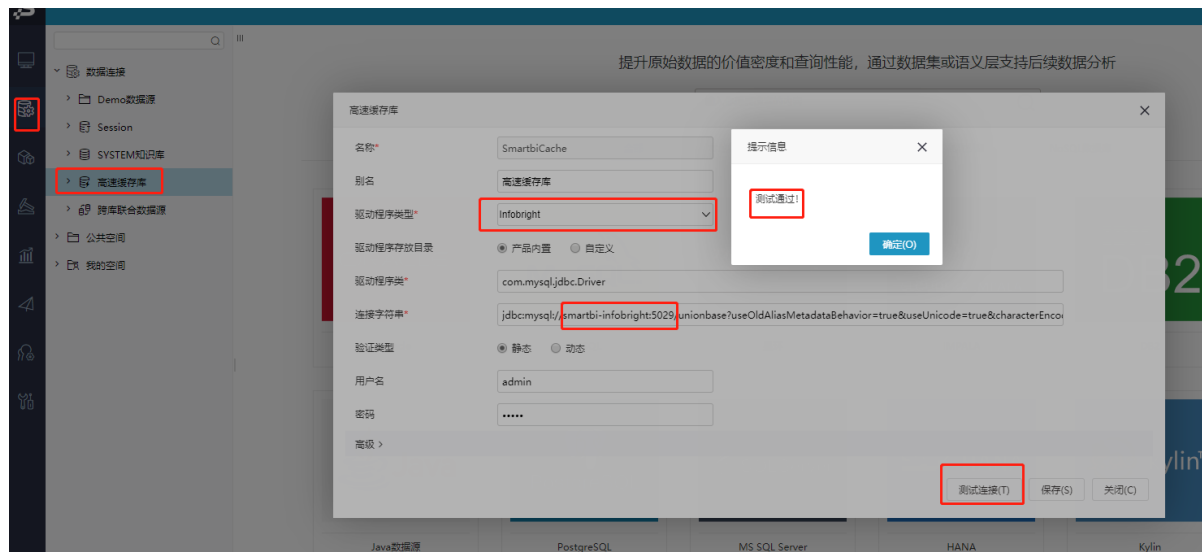 提升原始数据的价值密度和查询性能，通过数据集或语义层支持后续数据分析
数据连接
Demo数据源
Session
SYSTEM知识库
高速缓存库
跨库联合数据源
公共空间
我的空间
高速缓存库
名称*
SmartbiCache
别名
高速缓存库
驱动程序类型*
Infobright
驱动程序存放目录
产品内置
自定义
驱动程序类*
com.mysql.jdbc.Driver
连接字符串*
jdbc:mysql://smartbi-infobright:5029/unionbase?useOldAliasMetadataBehavior=true&useUnicode=true&characterEncod
验证类型
静态
动态
用户名
admin
密码
•••••
高级 >
测试连接(T)
保存(S)
关闭(C)
提示信息
测试通过!
确定(O)
Java数据源
PostgreSQL
MS SQL Server
HANA
Kylin